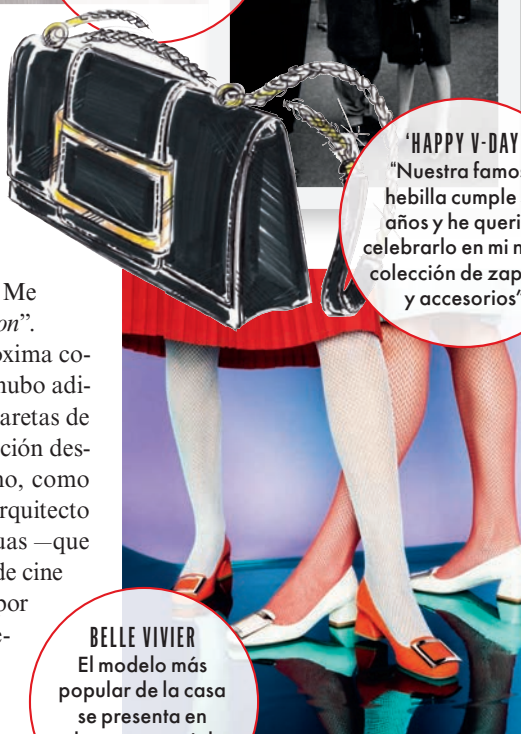 Me
on”.
óxima co-
hubo adi-
aretas de
ción des-
no, como
rquitecto
uas —que
de cine
por
e-
‘HAPPY V-DAY
“Nuestra famos
hebilla cumple
años y he queri
celebrarlo en mi n
colección de zap
y accesorios”
BELLE VIVIER
El modelo más
popular de la casa
se presenta en